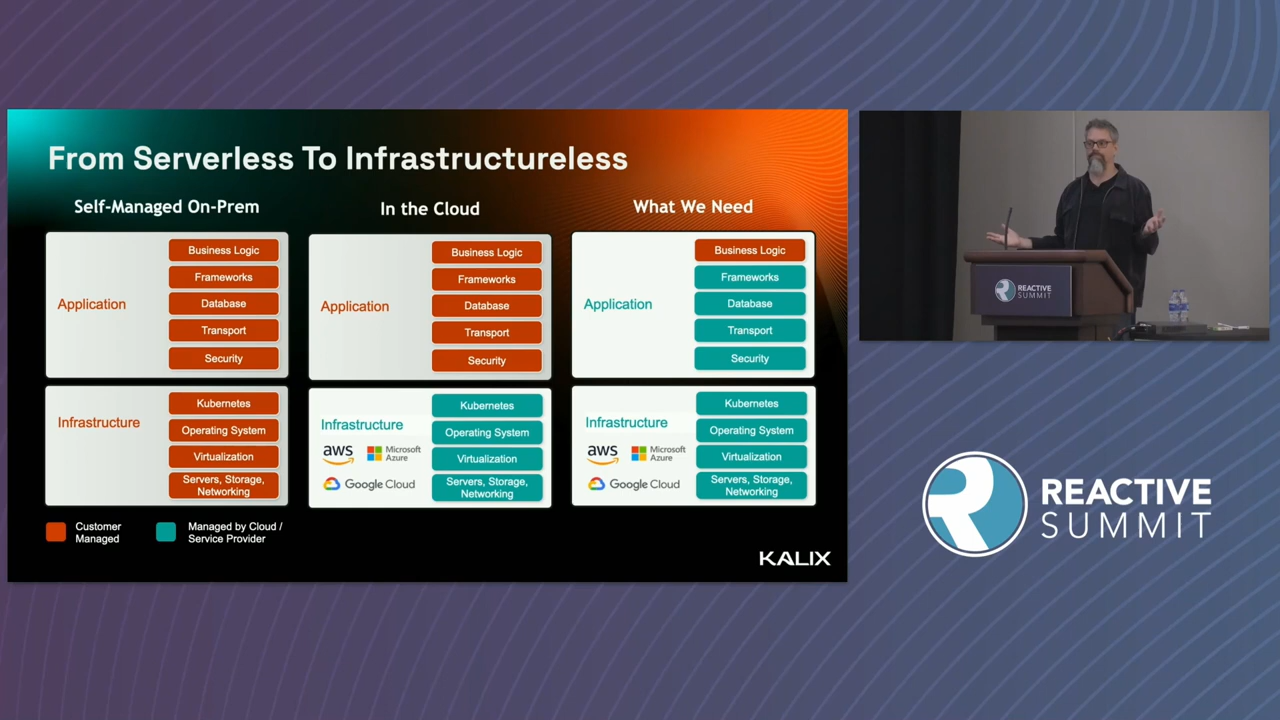 From Serverless To Infrastructureless
Self-Managed On-Prem
Application
Business Logic
Frameworks
Database
Transport
Security
Infrastructure
Kubernetes
Operating System
Virtualization
Servers, Storage,
Networking
In the Cloud
Application
Business Logic
Frameworks
Database
Transport
Security
Infrastructure
aws
Microsoft
Azure
Google Cloud
Kubernetes
Operating System
Virtualization
Servers, Storage,
Networking
What We Need
Application
Business Logic
Frameworks
Database
Transport
Security
Infrastructure
aws
Microsoft
Azure
Google Cloud
Kubernetes
Operating System
Virtualization
Servers, Storage,
Networking
Customer
Managed
Managed by Cloud /
Service Provider
KALIX
REACTIVE
SUMMIT
REACTIVE
SUMMIT